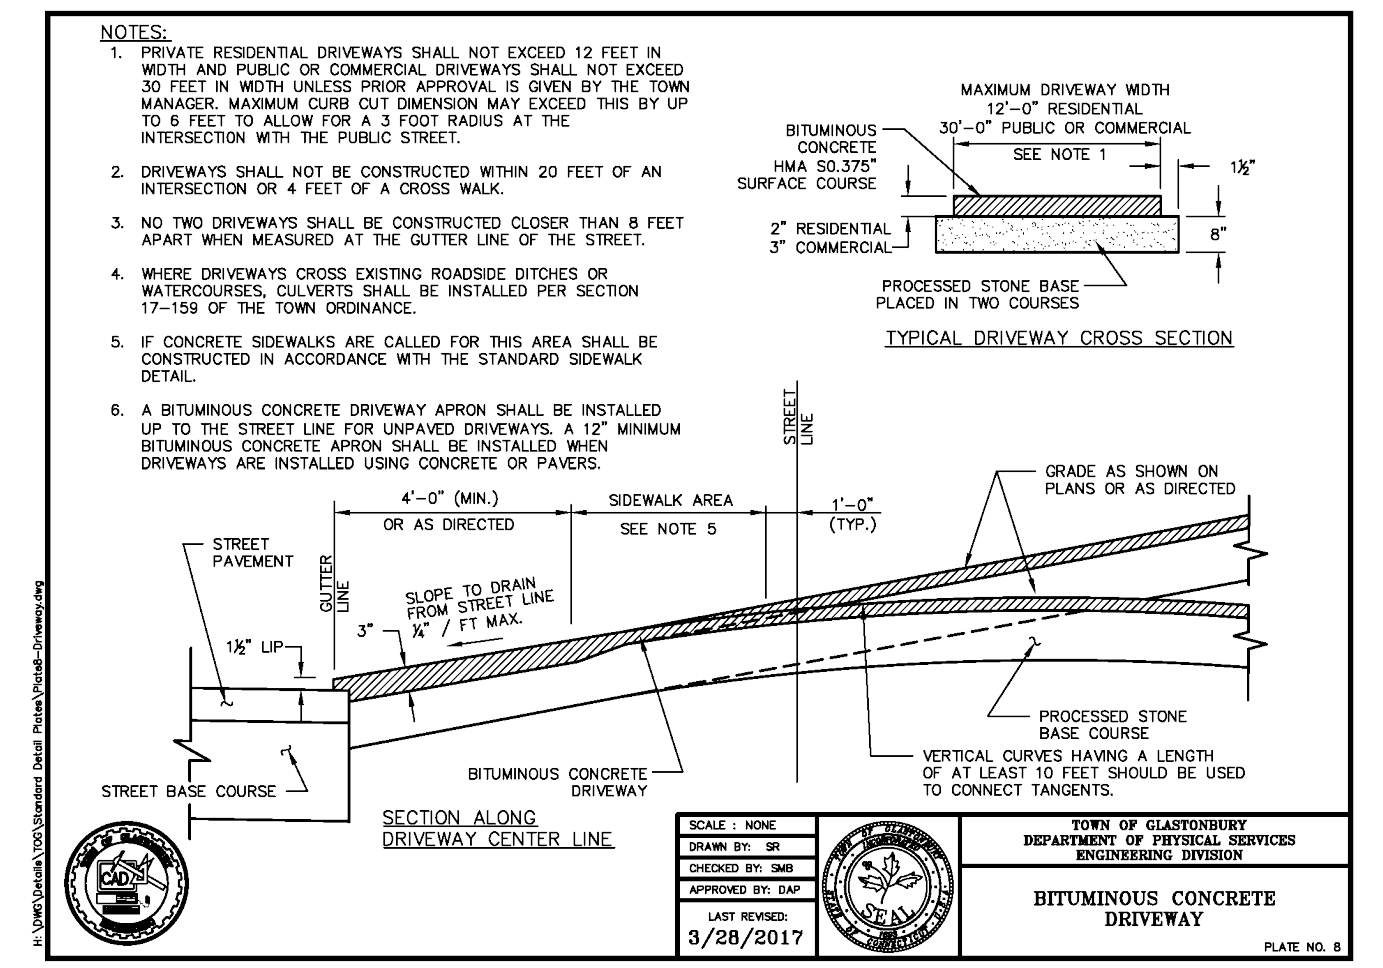 NOTES:
1. PRIVATE RESIDENTIAL DRIVEWAYS SHALL NOT EXCEED 12 FEET IN
WIDTH AND PUBLIC OR COMMERCIAL DRIVEWAYS SHALL NOT EXCEED
30 FEET IN WIDTH UNLESS PRIOR APPROVAL IS GIVEN BY THE TOWN
MANAGER. MAXIMUM CURB CUT DIMENSION MAY EXCEED THIS BY UP
TO 6 FEET TO ALLOW FOR A 3 FOOT RADIUS AT THE
INTERSECTION WITH THE PUBLIC STREET.
2. DRIVEWAYS SHALL NOT BE CONSTRUCTED WITHIN 20 FEET OF AN
INTERSECTION OR 4 FEET OF A CROSS WALK.
3. NO TWO DRIVEWAYS SHALL BE CONSTRUCTED CLOSER THAN 8 FEET
APART WHEN MEASURED AT THE GUTTER LINE OF THE STREET.
4. WHERE DRIVEWAYS CROSS EXISTING ROADSIDE DITCHES OR
WATERCOURSES, CULVERTS SHALL BE INSTALLED PER SECTION
17-159 OF THE TOWN ORDINANCE.
5. IF CONCRETE SIDEWALKS ARE CALLED FOR THIS AREA SHALL BE
CONSTRUCTED IN ACCORDANCE WITH THE STANDARD SIDEWALK
DETAIL.
6. A BITUMINOUS CONCRETE DRIVEWAY APRON SHALL BE INSTALLED
UP TO THE STREET LINE FOR UNPAVED DRIVEWAYS. A 12" MINIMUM
BITUMINOUS CONCRETE APRON SHALL BE INSTALLED WHEN
DRIVEWAYS ARE INSTALLED USING CONCRETE OR PAVERS.
MAXIMUM DRIVEWAY WIDTH
12'-0" RESIDENTIAL
30'-0" PUBLIC OR COMMERCIAL
SEE NOTE 1
BITUMINOUS
CONCRETE
HMA S0.375"
SURFACE COURSE
1½"
2" RESIDENTIAL
3" COMMERCIAL
8"
PROCESSED STONE BASE
PLACED IN TWO COURSES
TYPICAL DRIVEWAY CROSS SECTION
STREET
LINE
GRADE AS SHOWN ON
PLANS OR AS DIRECTED
4'-0" (MIN.)
OR AS DIRECTED
SIDEWALK AREA
SEE NOTE 5
1'-0"
(TYP.)
STREET
PAVEMENT
GUTTER
LINE
SLOPE TO DRAIN
FROM STREET LINE
¼" / FT MAX.
3"
1½" LIP
PROCESSED STONE
BASE COURSE
VERTICAL CURVES HAVING A LENGTH
OF AT LEAST 10 FEET SHOULD BE USED
TO CONNECT TANGENTS.
BITUMINOUS CONCRETE
DRIVEWAY
STREET BASE COURSE
SECTION ALONG
DRIVEWAY CENTER LINE
H:\DWG\Details\TOG\Standard Detail Plates\Plate8-Driveway.dwg
TOWN OF GLASTONBURY
CAD
SCALE : NONE
DRAWN BY: SR
CHECKED BY: SMB
APPROVED BY: DAP
LAST REVISED:
3/28/2017
TOWN OF GLASTONBURY
INCORPORATED
SEAL
1693
STATE OF CONNECTICUT U.S.A.
TOWN OF GLASTONBURY
DEPARTMENT OF PHYSICAL SERVICES
ENGINEERING DIVISION
BITUMINOUS CONCRETE
DRIVEWAY
PLATE NO. 8